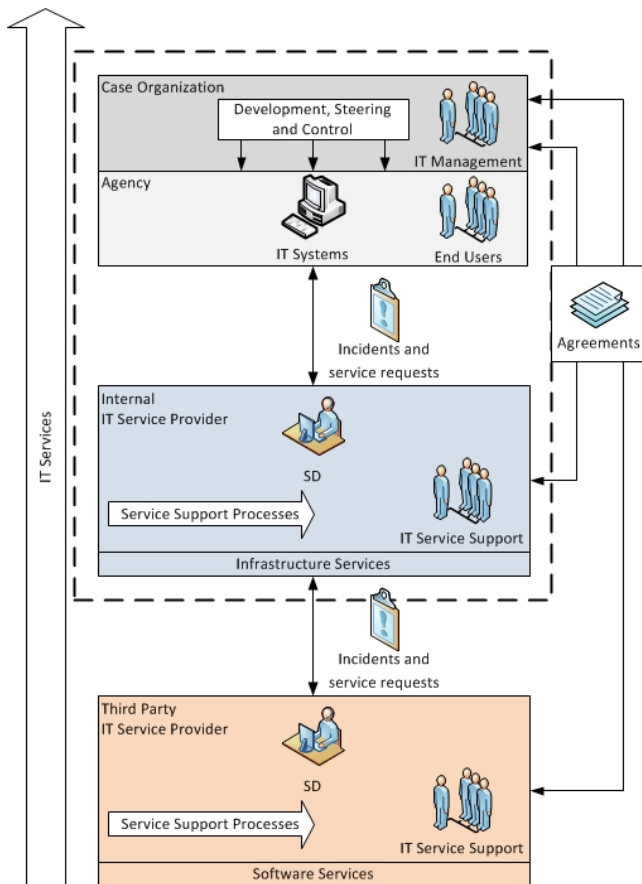 Case Organization
Development, Steering
and Control
IT Management
Agency
IT Systems
End Users
Incidents and
service requests
Agreements
IT Services
Internal
IT Service Provider
SD
Service Support Processes
IT Service Support
Infrastructure Services
Incidents and
service requests
Third Party
IT Service Provider
SD
Service Support Processes
IT Service Support
Software Services